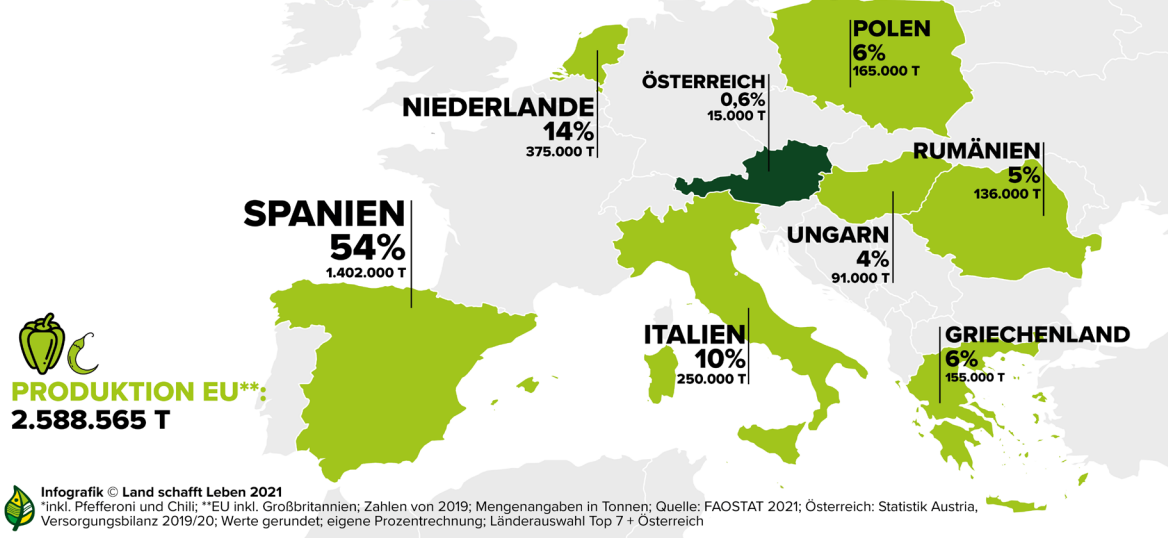 POLEN
6%
165.000 T
ÖSTERREICH
0,6%
15.000 T
NIEDERLANDE
14%
375.000 T
RUMÄNIEN
5%
136.000 T
SPANIEN
54%
1.402.000 T
UNGARN
4%
91.000 T
ITALIEN
10%
250.000 T
GRIECHENLAND
6%
155.000 T
PRODUKTION EU**:
2.588.565 T
Infografik © Land schafft Leben 2021
*inkl. Pfefferoni und Chili; **EU inkl. Großbritannien; Zahlen von 2019; Mengenangaben in Tonnen; Quelle: FAOSTAT 2021; Österreich: Statistik Austria,
Versorgungsbilanz 2019/20; Werte gerundet; eigene Prozentrechnung; Länderauswahl Top 7 + Österreich